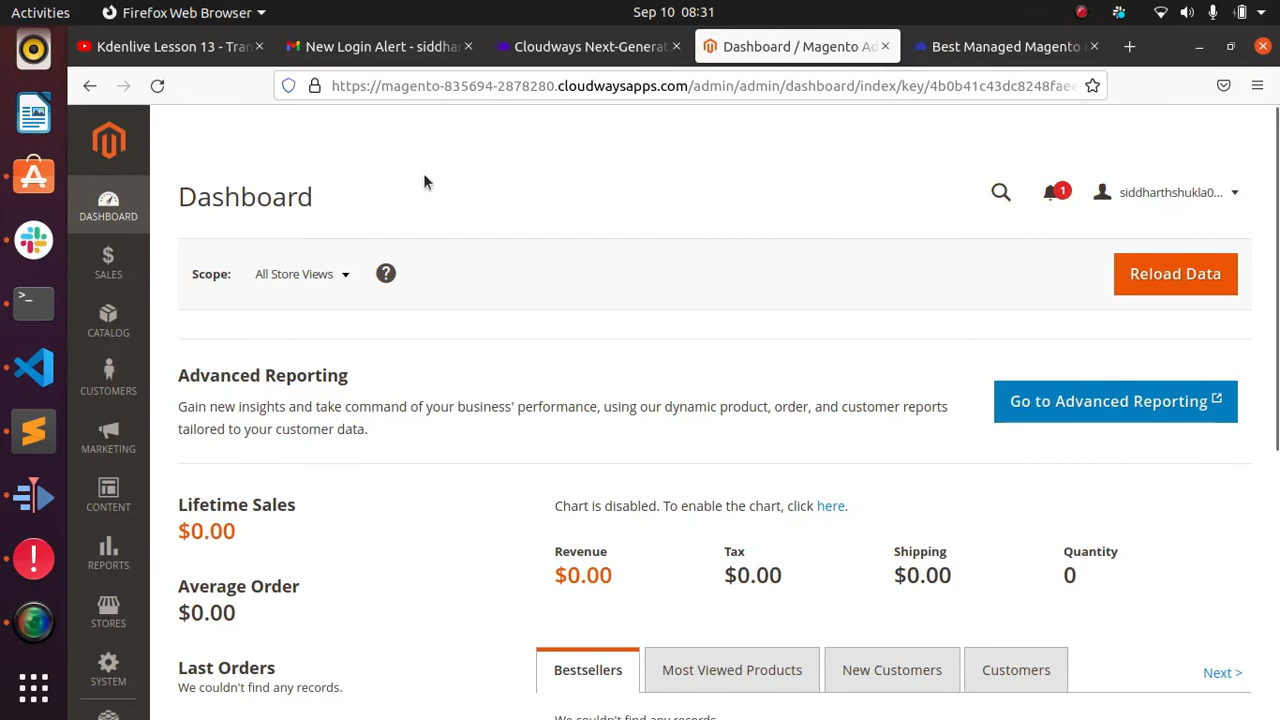 Activities
Firefox Web Browser
Sep 10 08:31
Kdenlive Lesson 13 - Tran
New Login Alert - siddhar
Cloudways Next-Generat
Dashboard / Magento Ad
Best Managed Magento
https://magento-835694-2878280.cloudwaysapps.com/admin/admin/dashboard/index/key/4b0b41c43dc8248faee
DASHBOARD
SALES
CATALOG
CUSTOMERS
MARKETING
CONTENT
REPORTS
STORES
SYSTEM
Dashboard
1
siddharthshukla0...
Scope:
All Store Views
?
Reload Data
Advanced Reporting
Gain new insights and take command of your business' performance, using our dynamic product, order, and customer reports
tailored to your customer data.
Go to Advanced Reporting
Lifetime Sales
$0.00
Average Order
$0.00
Last Orders
We couldn't find any records.
Chart is disabled. To enable the chart, click here.
Revenue
$0.00
Tax
$0.00
Shipping
$0.00
Quantity
0
Bestsellers
Most Viewed Products
New Customers
Customers
Next >
We couldn't find any records.